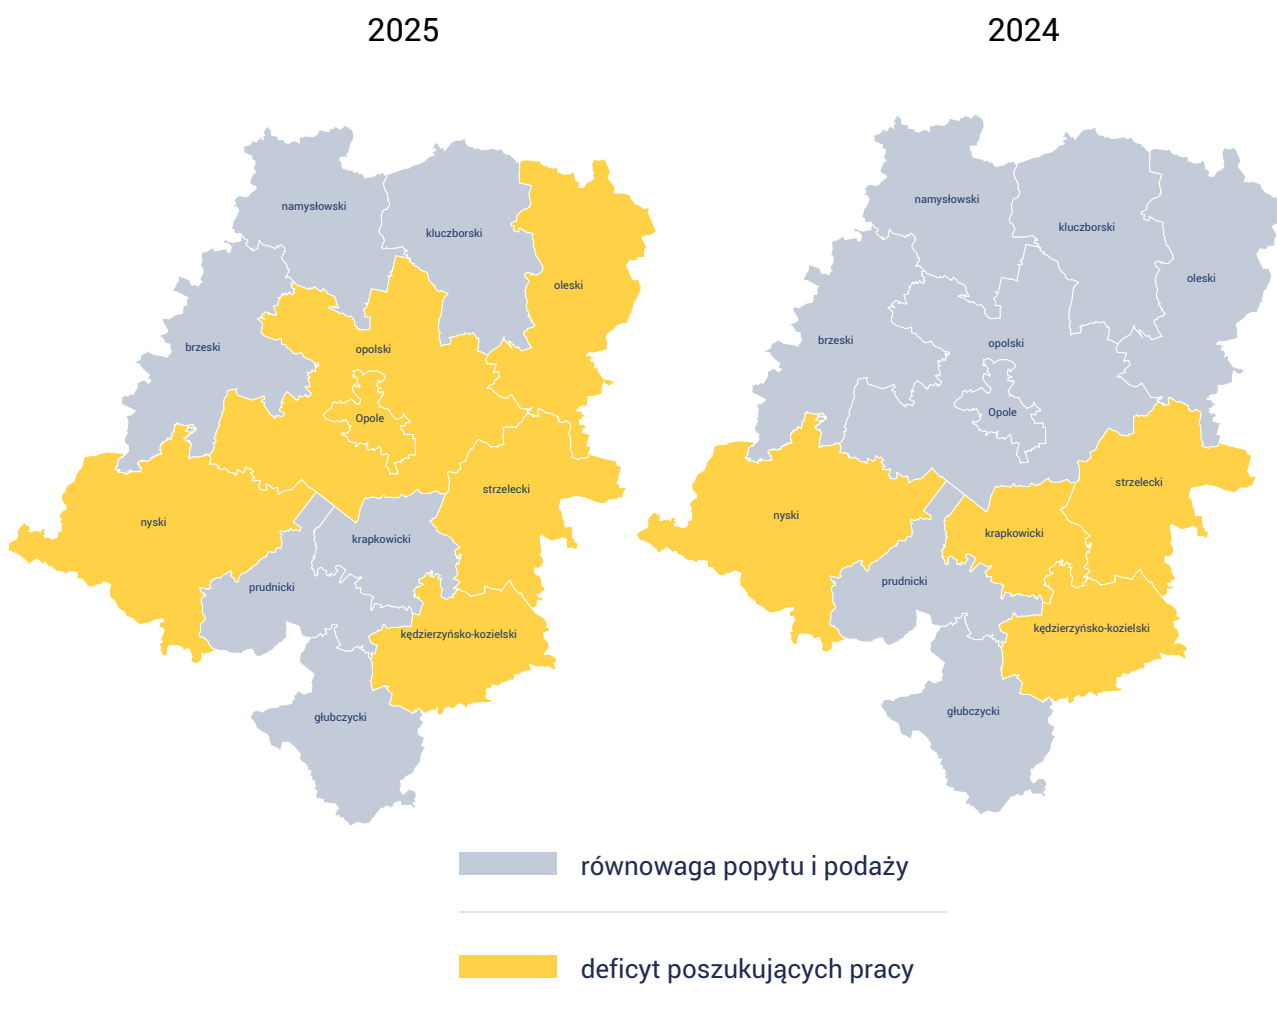 2025
2024
namysłowski
kluczborski
oleski
brzeski
opolski
Opole
strzelecki
nyski
krapkowicki
prudnicki
kędzierzyńsko-kozielski
głubczycki
namysłowski
kluczborski
oleski
brzeski
opolski
Opole
strzelecki
nyski
krapkowicki
prudnicki
kędzierzyńsko-kozielski
głubczycki
równowaga popytu i podaży
deficyt poszukujących pracy